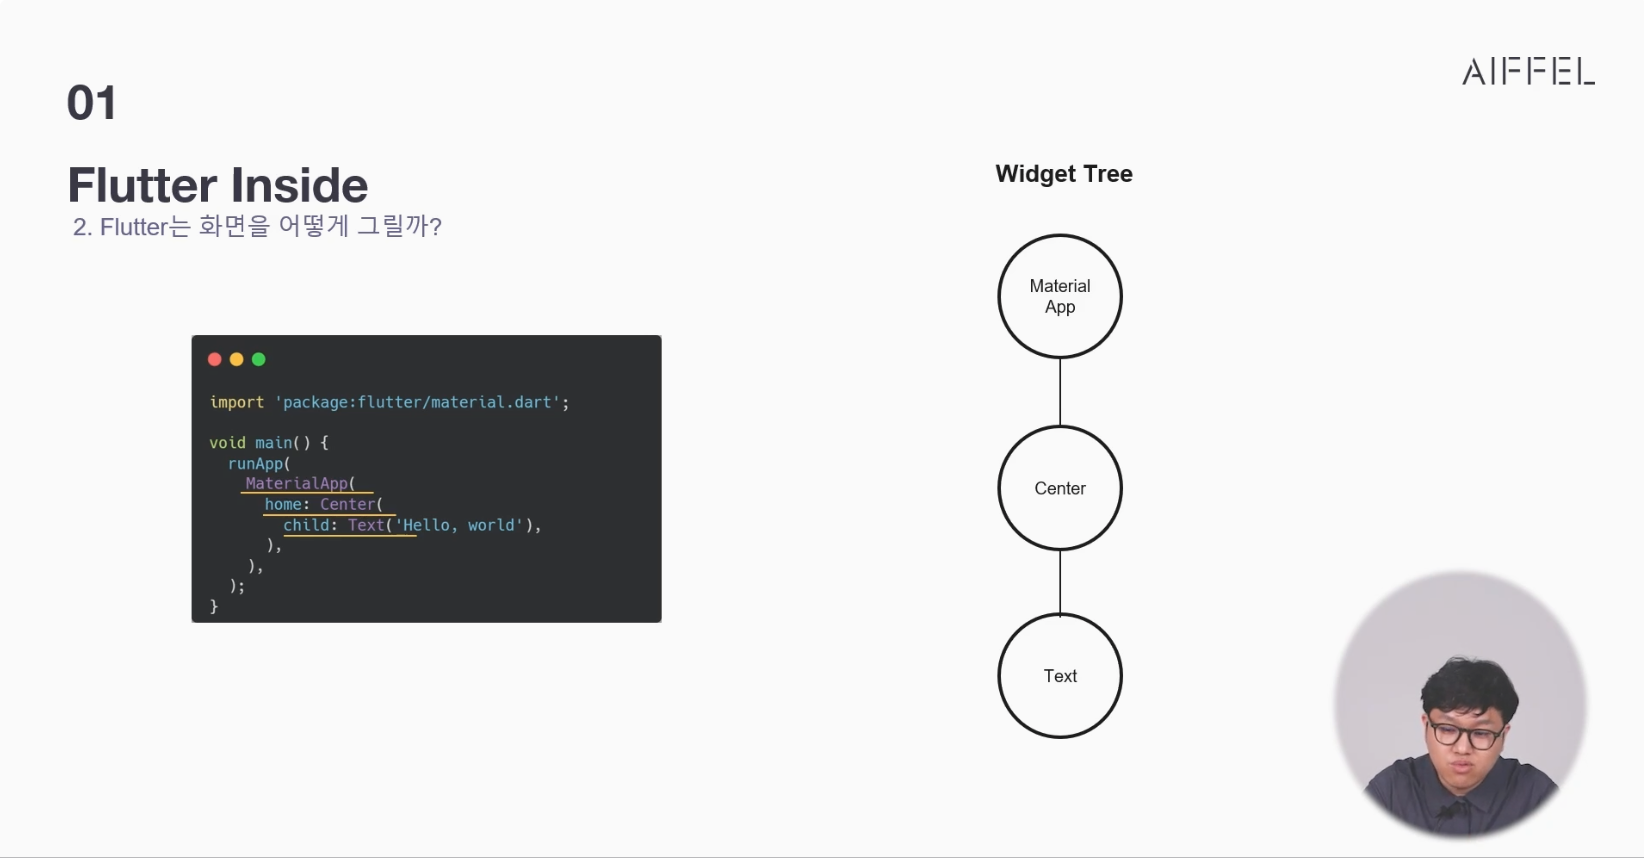 AIFFEL
01
Flutter Inside
2. Flutter는 화면을 어떻게 그릴까?
import 'package:flutter/material.dart';
void main() {
  runApp(
    MaterialApp(
      home: Center(
        child: Text('Hello, world'),
      ),
    ),
  );
}
Widget Tree
Material
App
Center
Text